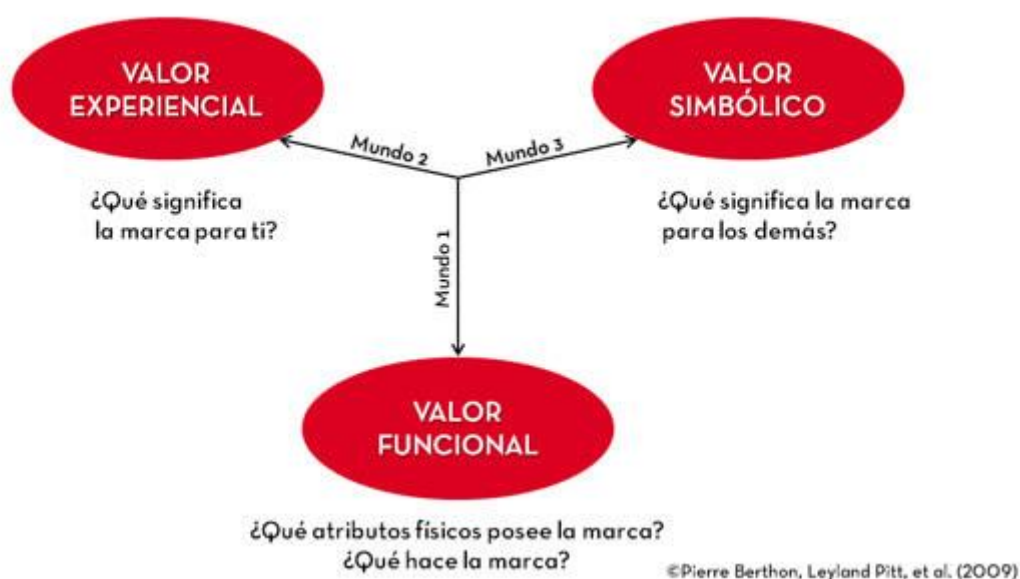 VALOR
EXPERIENCIAL
VALOR
SIMBÓLICO
Mundo 2
Mundo 3
¿Qué significa
la marca para ti?
¿Qué significa la marca
para los demás?
Mundo 1
VALOR
FUNCIONAL
¿Qué atributos físicos posee la marca?
¿Qué hace la marca?
©Pierre Berthon, Leyland Pitt, et al. (2009)